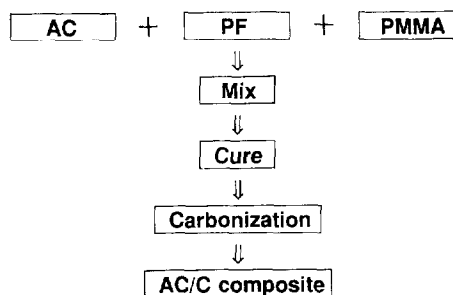 AC + PF + PMMA
⇓
Mix
⇓
Cure
⇓
Carbonization
⇓
AC/C composite